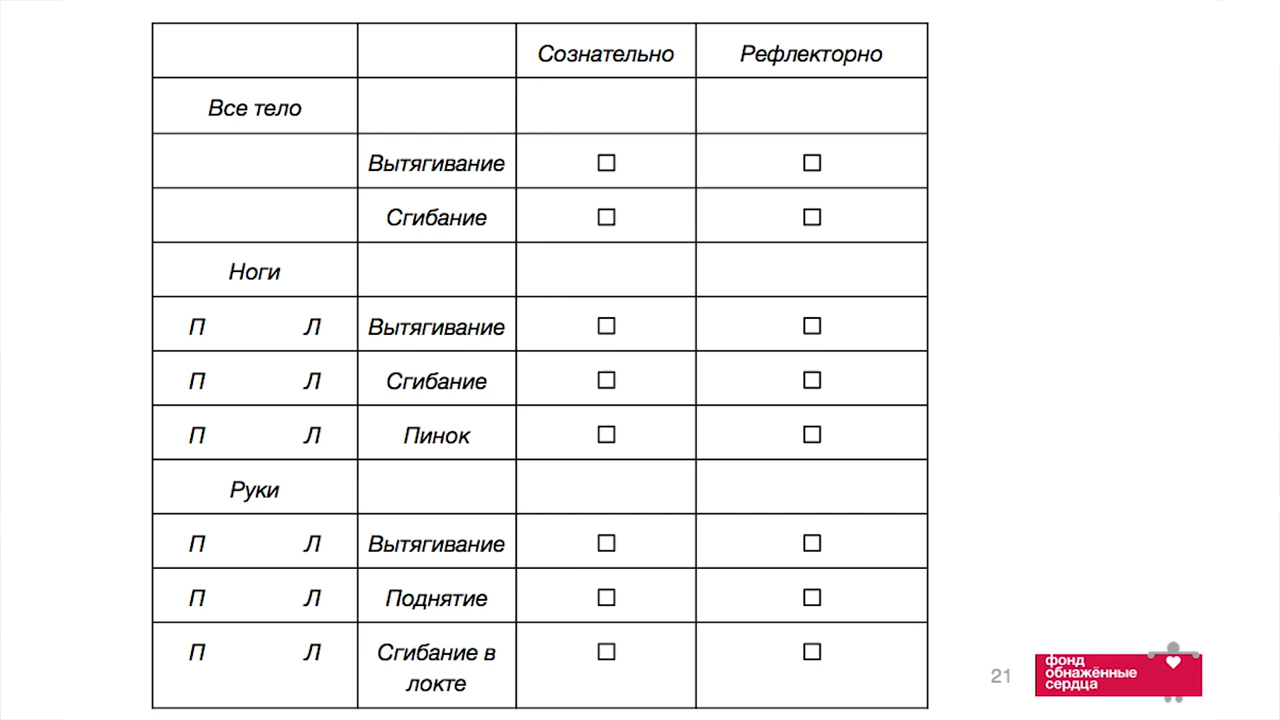 Сознательно Рефлекторно
Все тело
Вытягивание ☐ ☐
Сгибание ☐ ☐
Ноги
П Л Вытягивание ☐ ☐
П Л Сгибание ☐ ☐
П Л Пинок ☐ ☐
Руки
П Л Вытягивание ☐ ☐
П Л Поднятие ☐ ☐
П Л Сгибание в ☐ ☐
локте
21
фонд
обнажённые
сердца